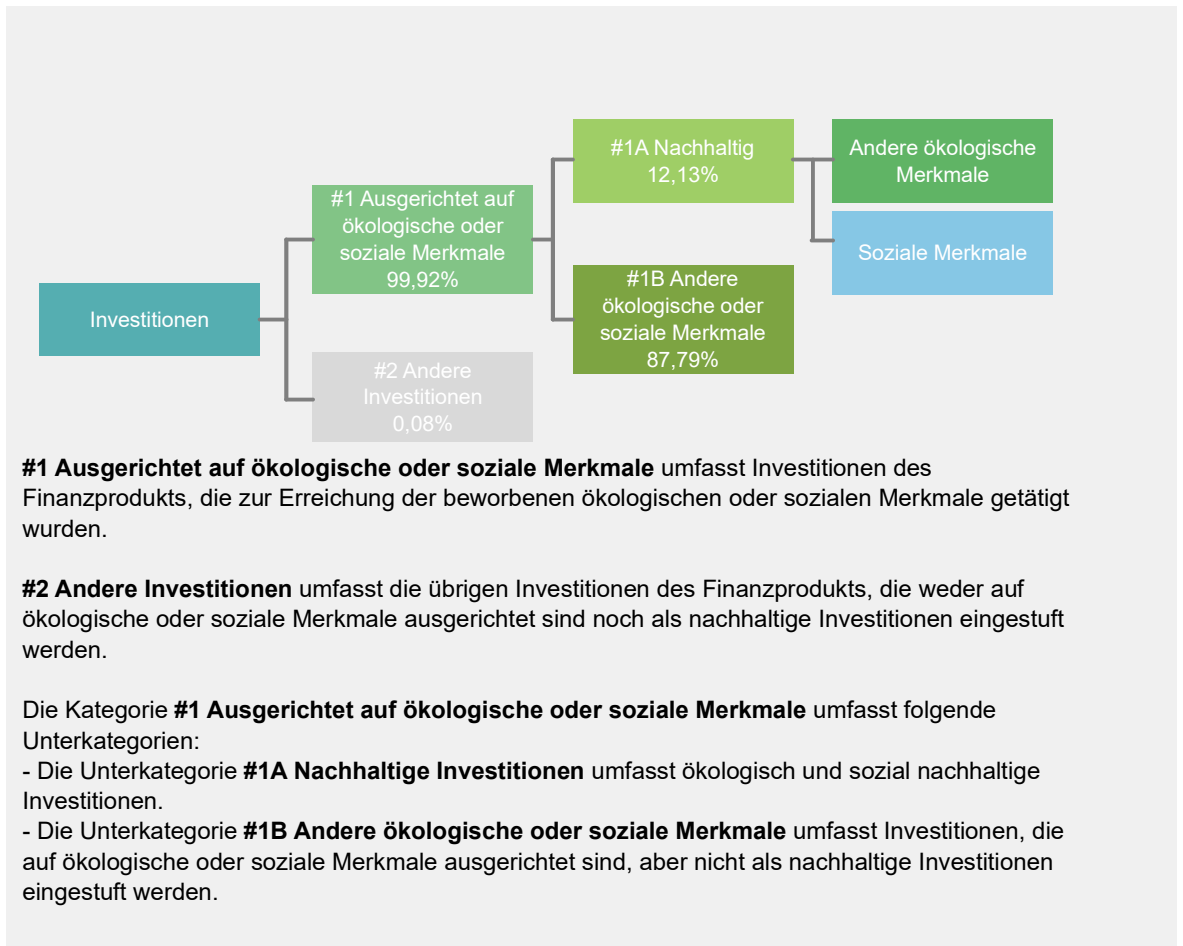 Investitionen
#1 Ausgerichtet auf
ökologische oder
soziale Merkmale
99,92%
#2 Andere
Investitionen
0,08%
#1A Nachhaltig
12,13%
#1B Andere
ökologische oder
soziale Merkmale
87,79%
Andere ökologische
Merkmale
Soziale Merkmale
#1 Ausgerichtet auf ökologische oder soziale Merkmale umfasst Investitionen des
Finanzprodukts, die zur Erreichung der beworbenen ökologischen oder sozialen Merkmale getätigt
wurden.
#2 Andere Investitionen umfasst die übrigen Investitionen des Finanzprodukts, die weder auf
ökologische oder soziale Merkmale ausgerichtet sind noch als nachhaltige Investitionen eingestuft
werden.
Die Kategorie #1 Ausgerichtet auf ökologische oder soziale Merkmale umfasst folgende
Unterkategorien:
- Die Unterkategorie #1A Nachhaltige Investitionen umfasst ökologisch und sozial nachhaltige
Investitionen.
- Die Unterkategorie #1B Andere ökologische oder soziale Merkmale umfasst Investitionen, die
auf ökologische oder soziale Merkmale ausgerichtet sind, aber nicht als nachhaltige Investitionen
eingestuft werden.